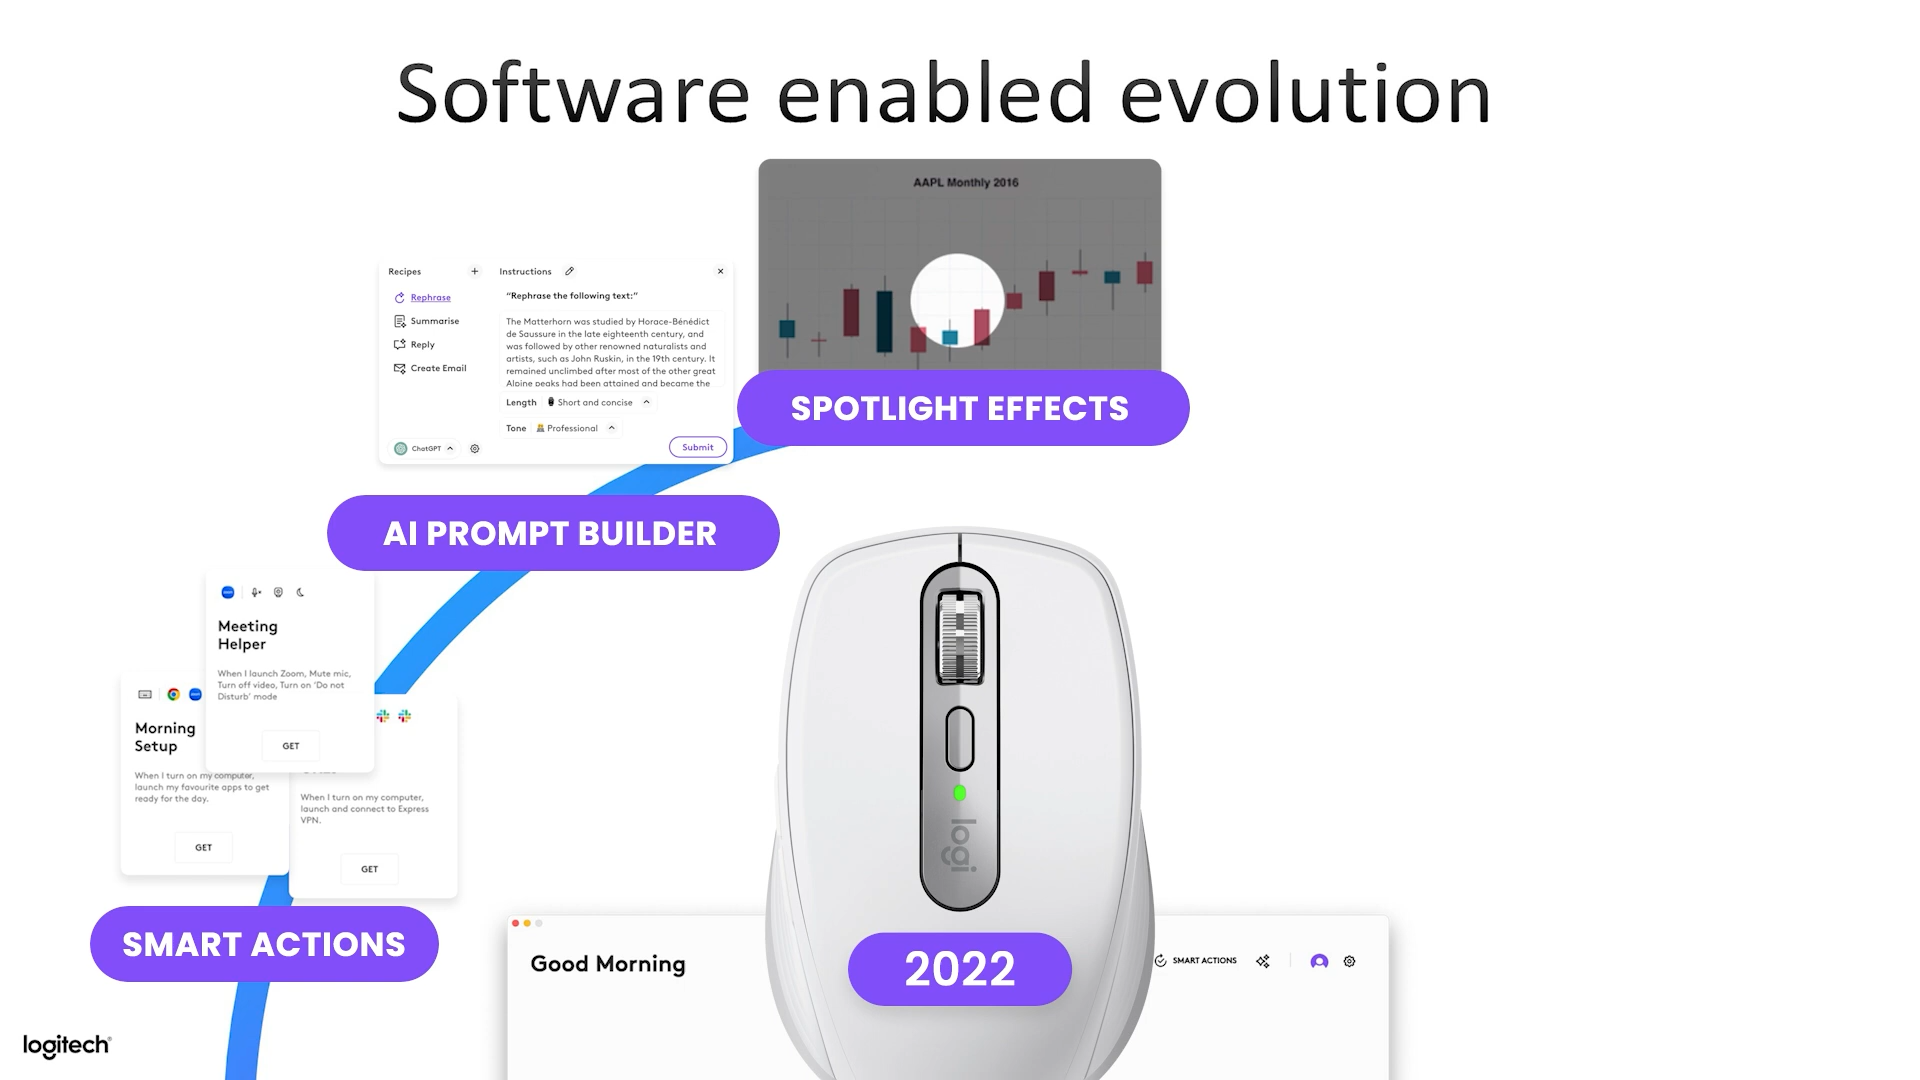 Software enabled evolution
AAPL Monthly 2016
Recipes
Instructions
Rephrase
Summarise
Reply
Create Email
“Rephrase the following text:”
The Matterhorn was studied by Horace-Bénédict
de Saussure in the late eighteenth century, and
was followed by other renowned naturalists and
artists, such as John Ruskin, in the 19th century. It
remained unclimbed after most of the other great
Alpine peaks had been attained and became the
Length Short and concise
Tone Professional
ChatGPT
Submit
SPOTLIGHT EFFECTS
AI PROMPT BUILDER
Meeting
Helper
When I launch Zoom, Mute mic,
Turn off video, Turn on ‘Do not
Disturb’ mode
GET
Morning
Setup
When I turn on my computer,
launch my favourite apps to get
ready for the day.
GET
When I turn on my computer,
launch and connect to Express
VPN.
GET
SMART ACTIONS
logi
Good Morning
2022
SMART ACTIONS
logitech